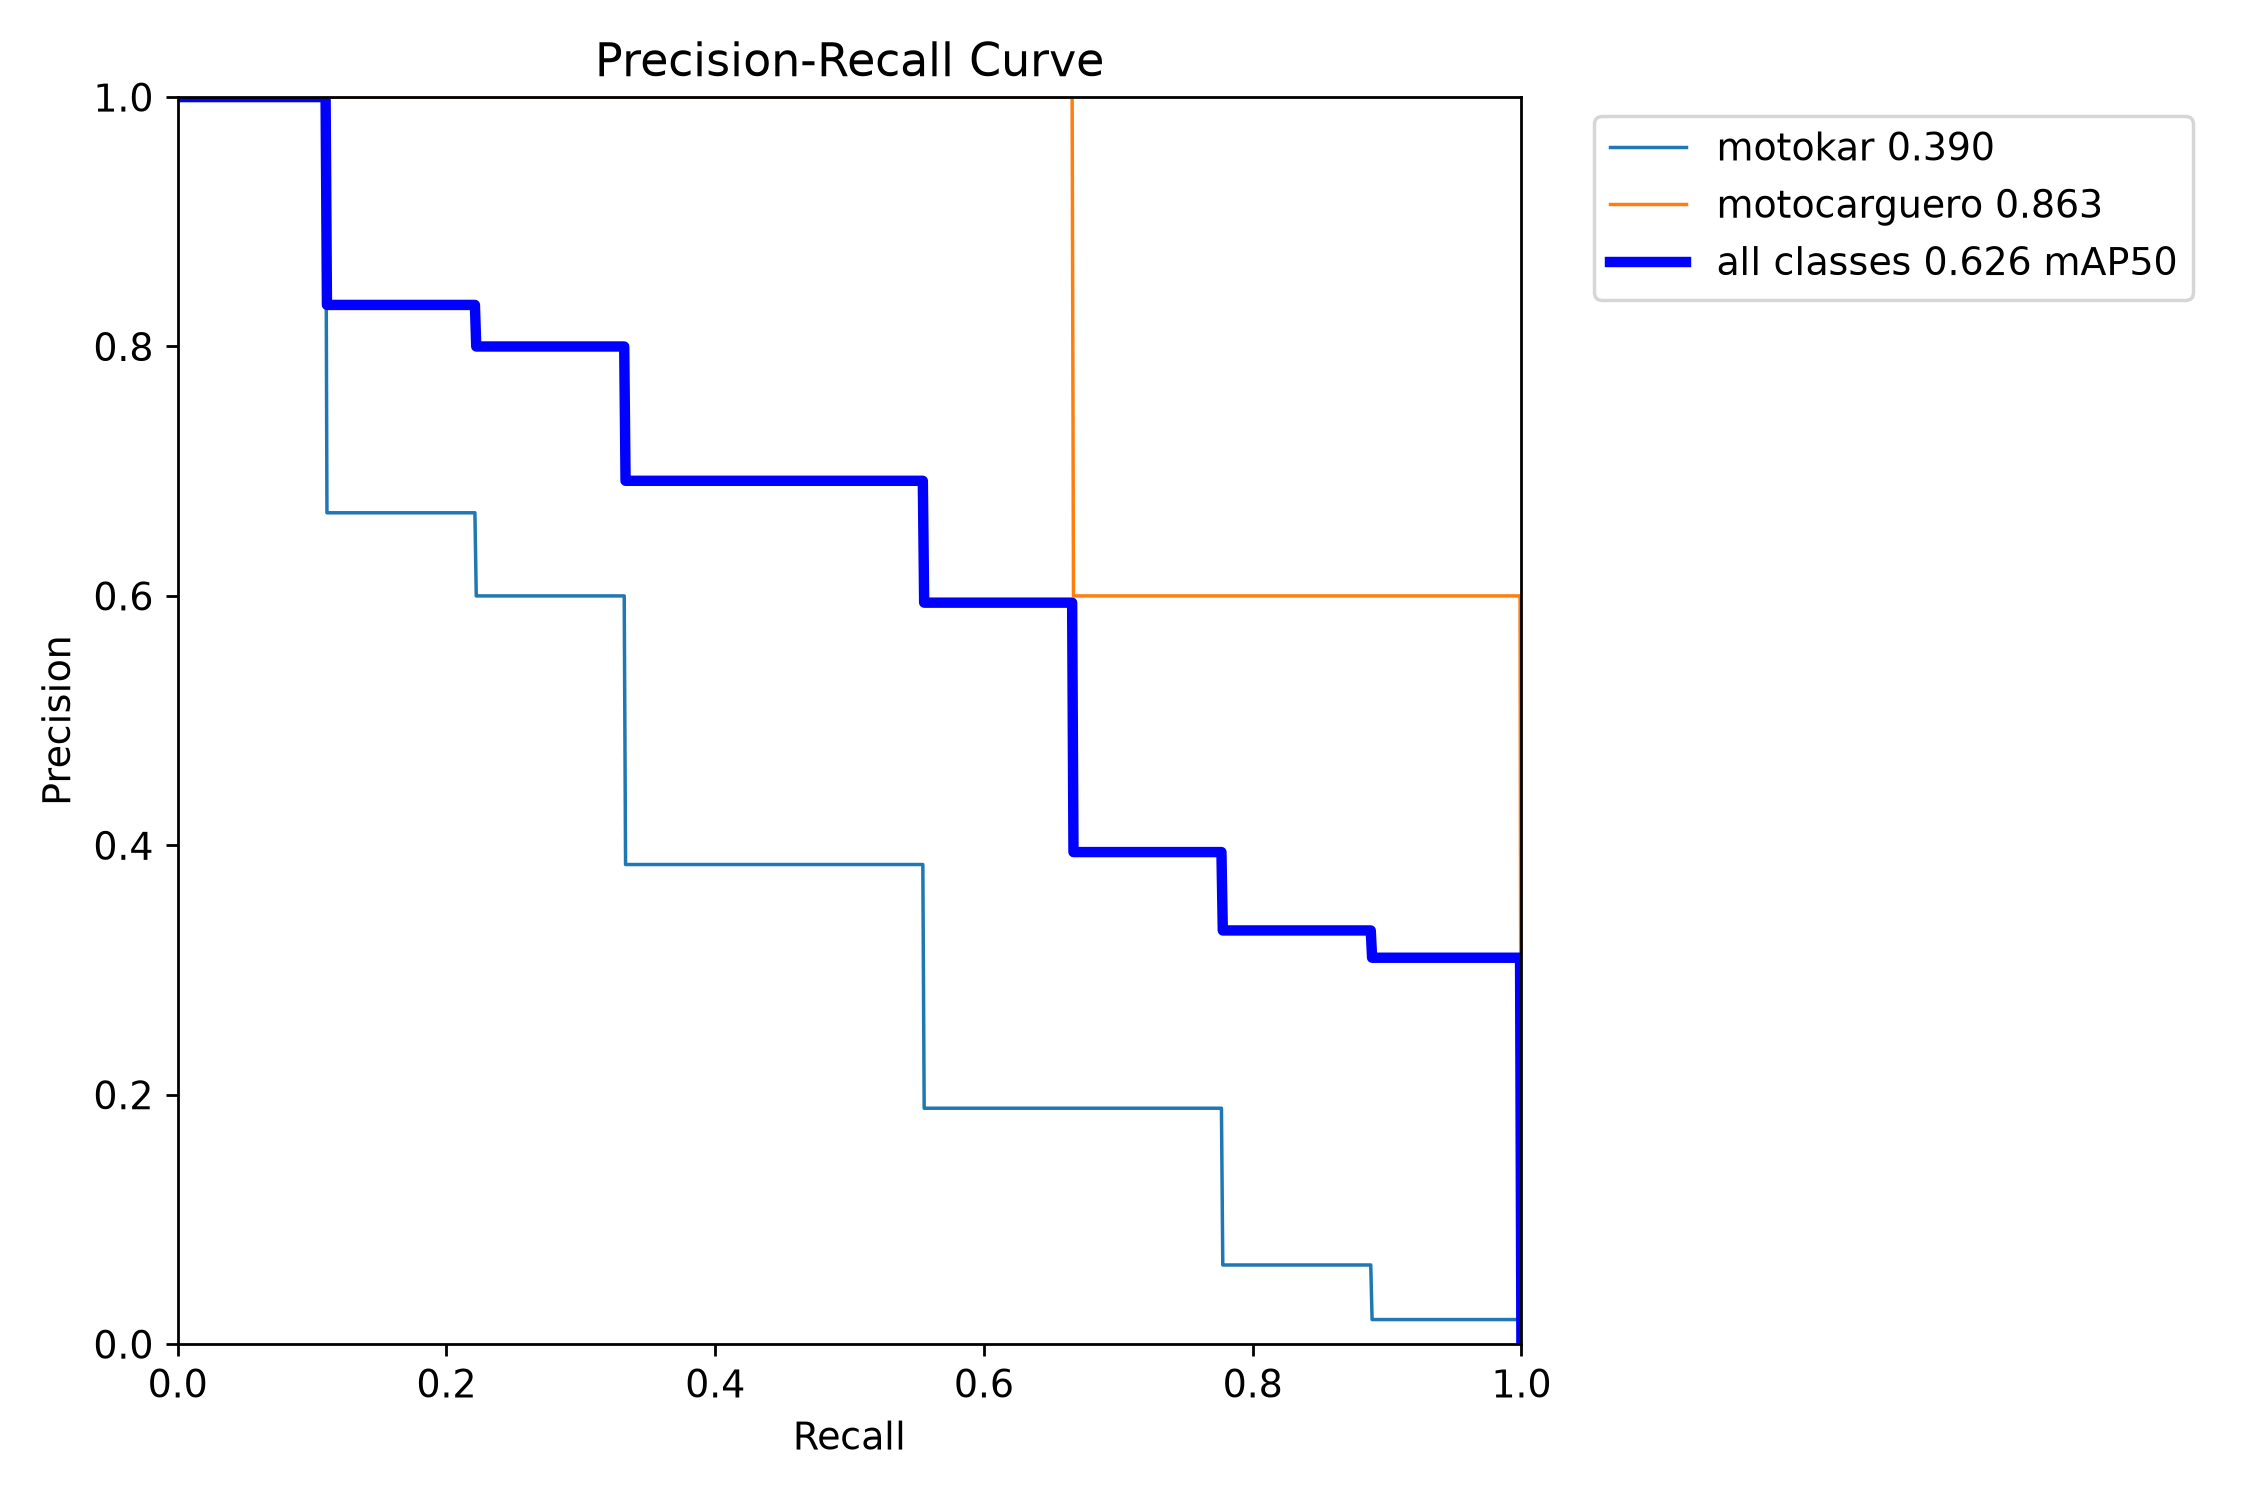 Precision-Recall Curve
1.0
0.8
0.6
0.4
0.2
0.0
Precision
0.0 0.2 0.4 0.6 0.8 1.0
Recall
motokar 0.390
motocarguero 0.863
all classes 0.626 mAP50